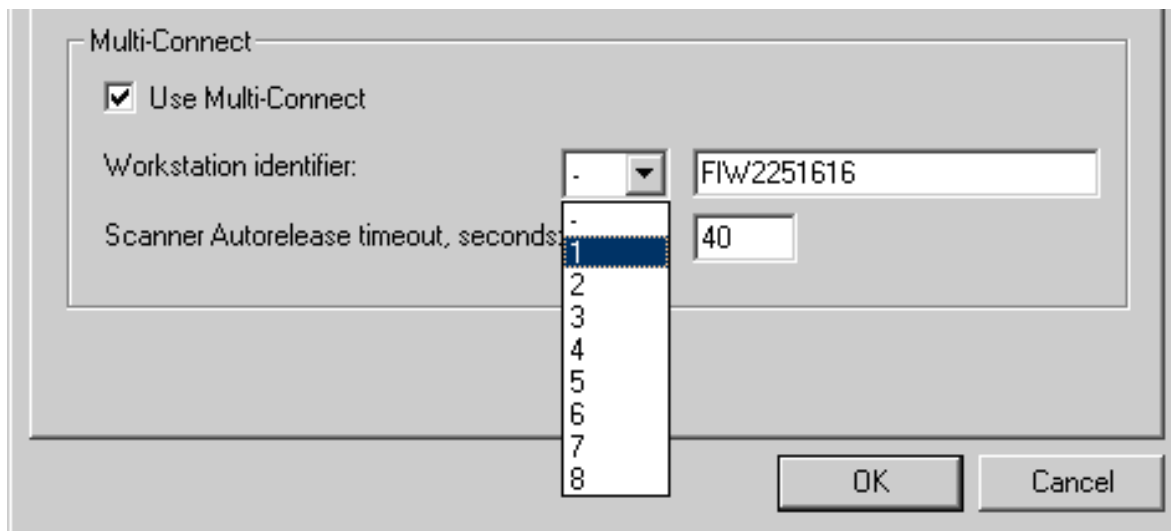 Multi-Connect
Use Multi-Connect
Workstation identifier: - FIW2251616
-
Scanner Autorelease timeout, seconds: 40
1
2
3
4
5
6
7
8
OK Cancel